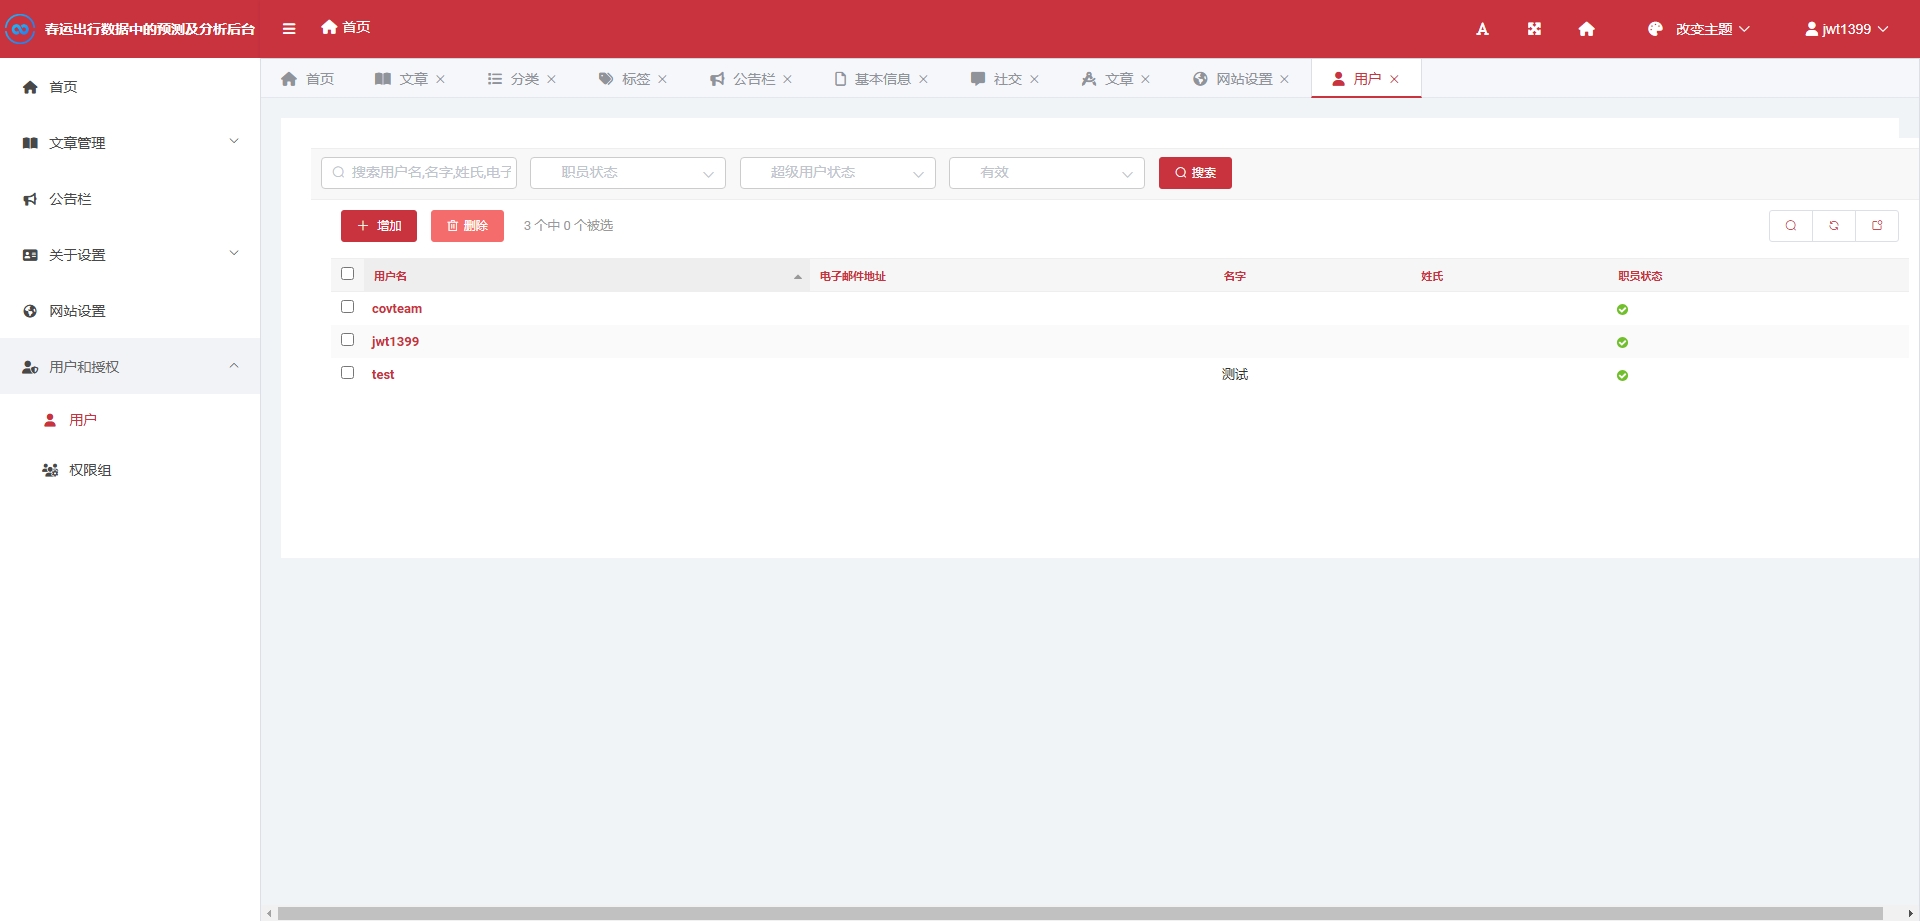 春运出行数据中的预测及分析后台
首页
改变主题
jwt1399
首页
文章管理
公告栏
关于设置
网站设置
用户和授权
用户
权限组
首页 文章 分类 标签 公告栏 基本信息 社交 文章 网站设置 用户
搜索用户名,名字,姓氏,电子 职员状态 超级用户状态 有效 搜索
增加 删除 3 个中 0 个被选
用户名 电子邮件地址 名字 姓氏 职员状态
covteam
jwt1399
test 测试